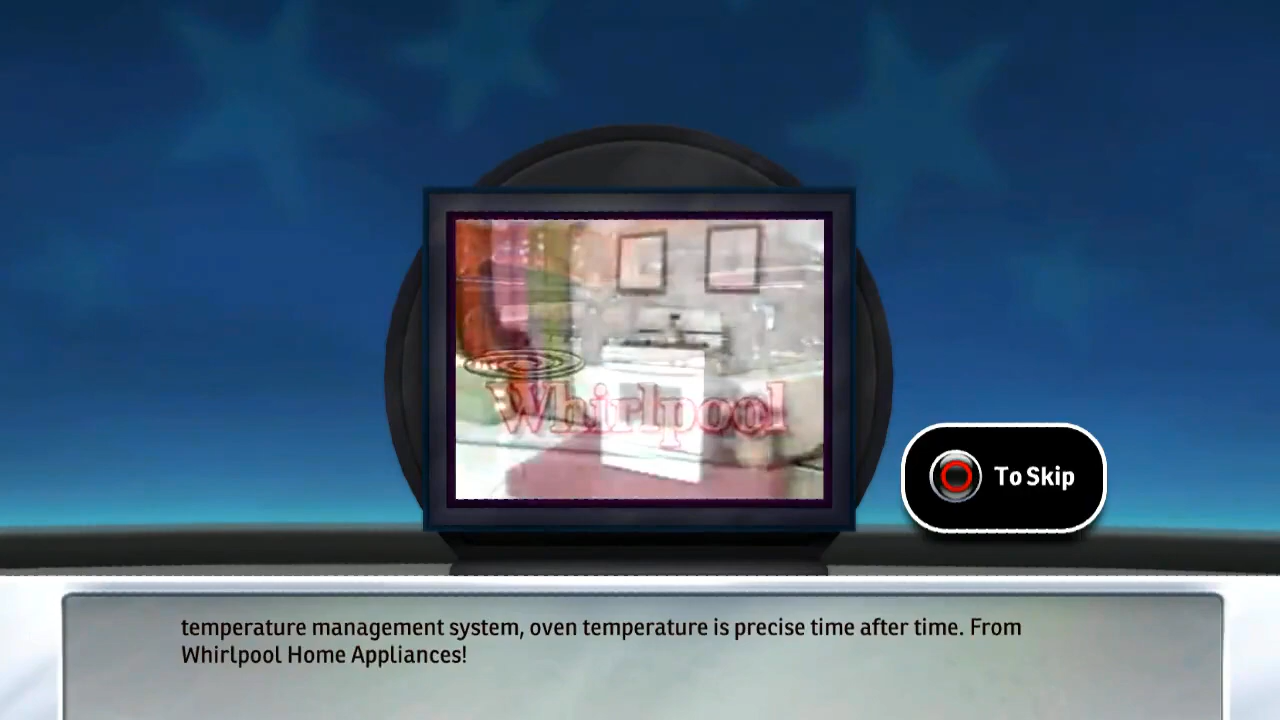 Whirlpool
To Skip
temperature management system, oven temperature is precise time after time. From
Whirlpool Home Appliances!